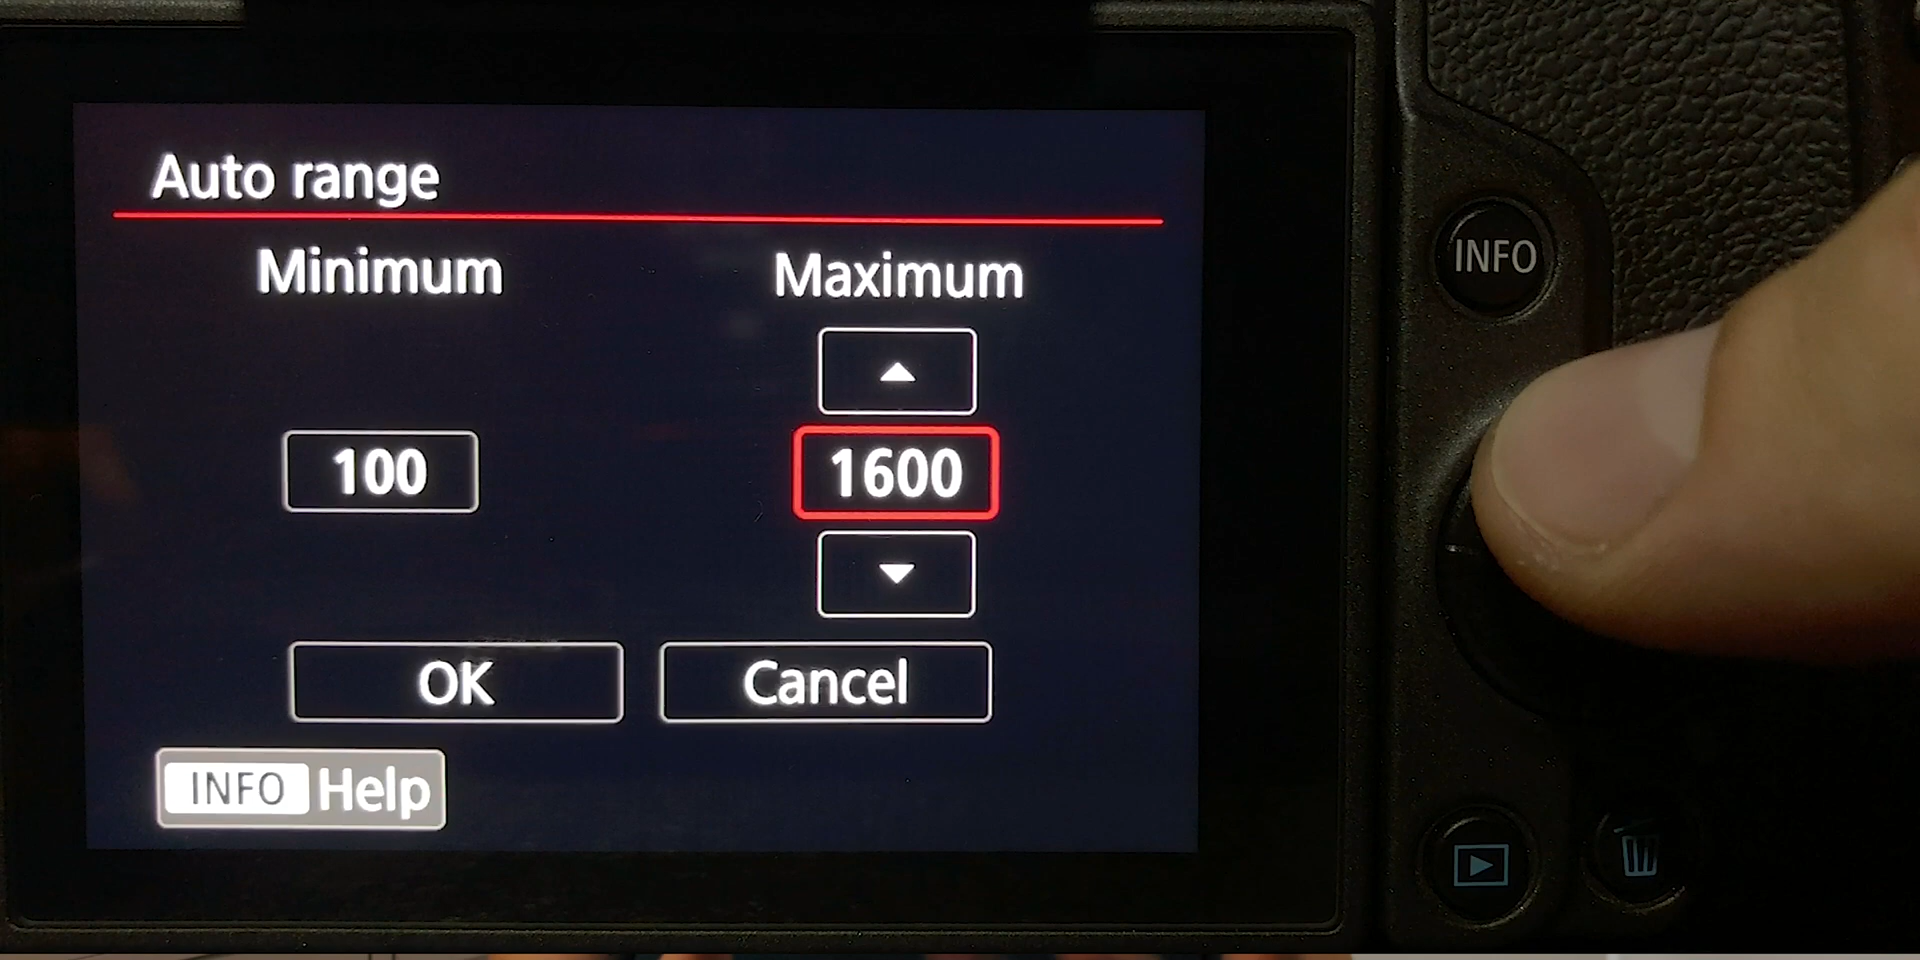 Auto range
Minimum Maximum
100 1600
OK Cancel
INFO Help
INFO